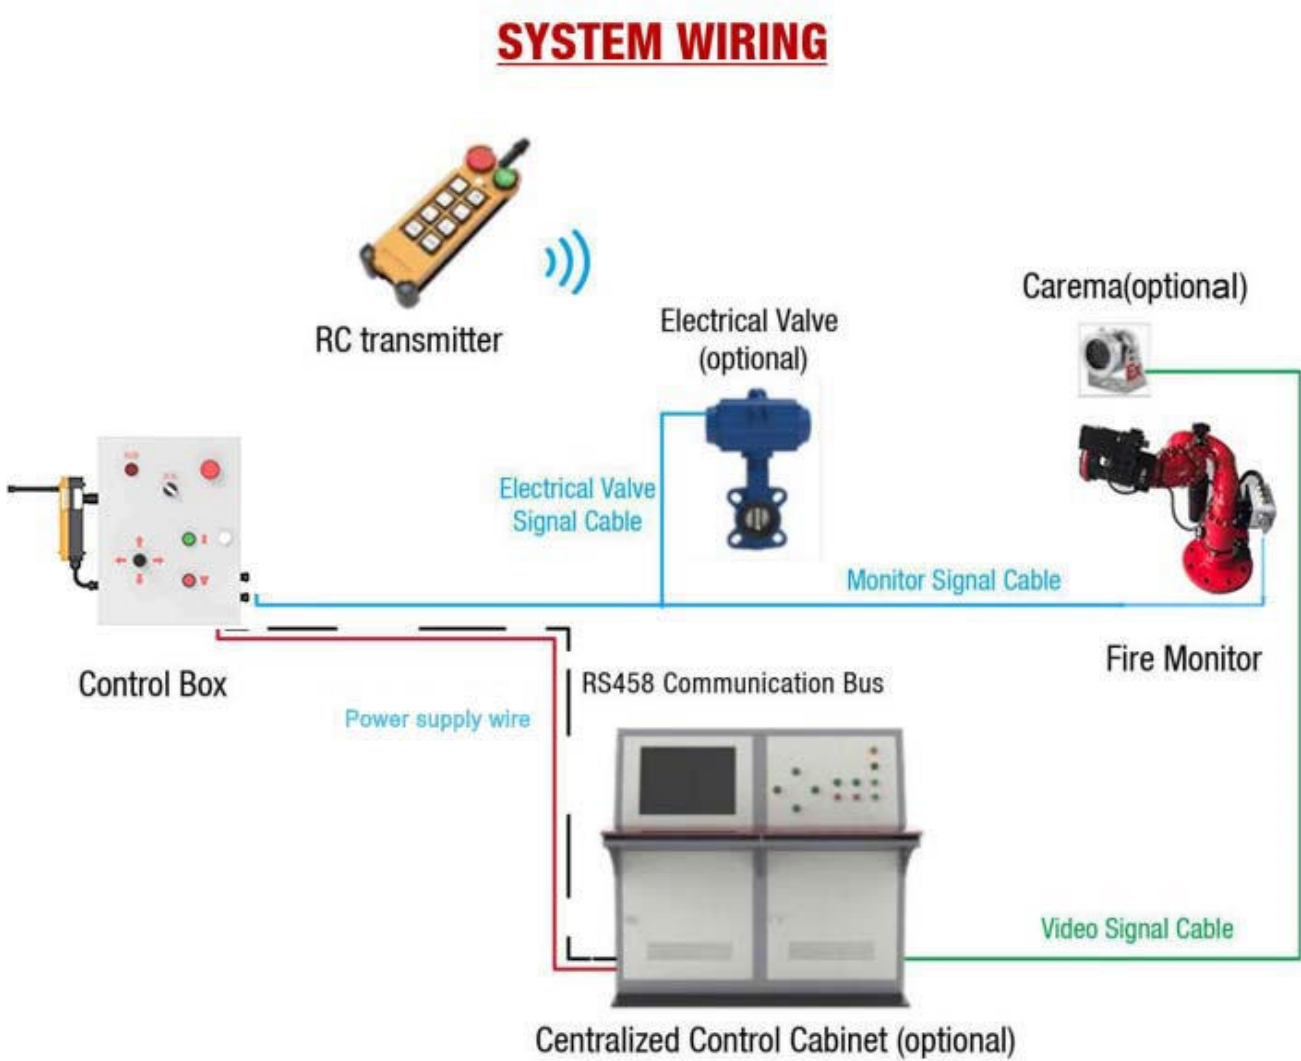 SYSTEM WIRING
RC transmitter
Electrical Valve
(optional)
Carema(optional)
Electrical Valve
Signal Cable
Monitor Signal Cable
Control Box
Fire Monitor
RS458 Communication Bus
Power supply wire
Video Signal Cable
Centralized Control Cabinet (optional)
Ex